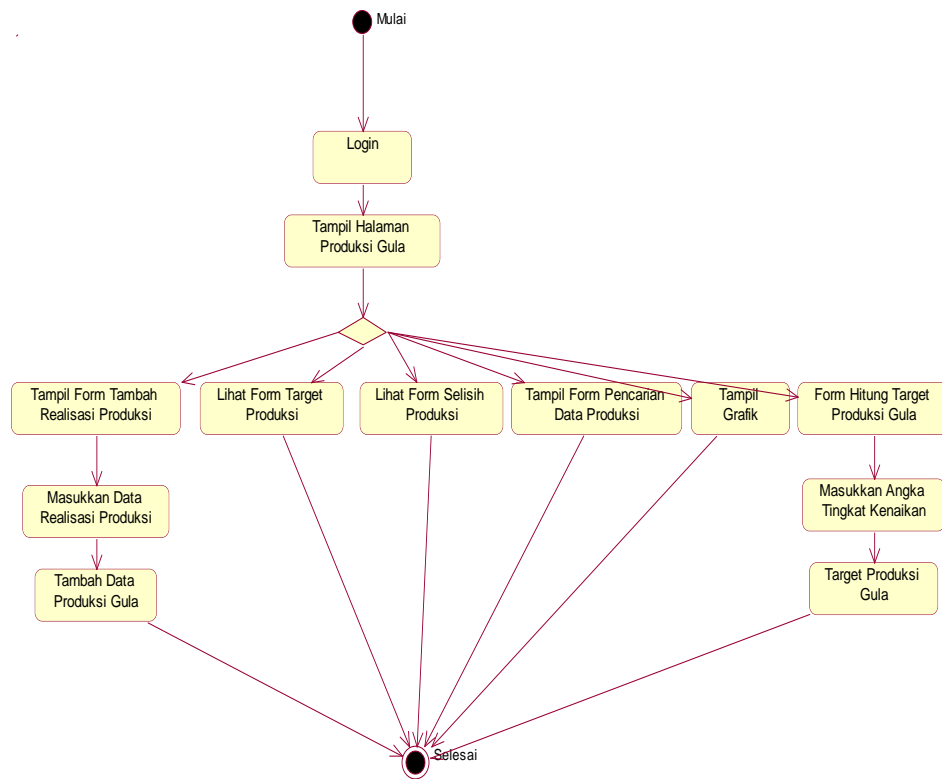 Mulai
Login
Tampil Halaman
Produksi Gula
Tampil Form Tambah
Realisasi Produksi
Lihat Form Target
Produksi
Lihat Form Selisih
Produksi
Tampil Form Pencarian
Data Produksi
Tampil
Grafik
Form Hitung Target
Produksi Gula
Masukkan Data
Realisasi Produksi
Masukkan Angka
Tingkat Kenaikan
Tambah Data
Produksi Gula
Target Produksi
Gula
Selesai